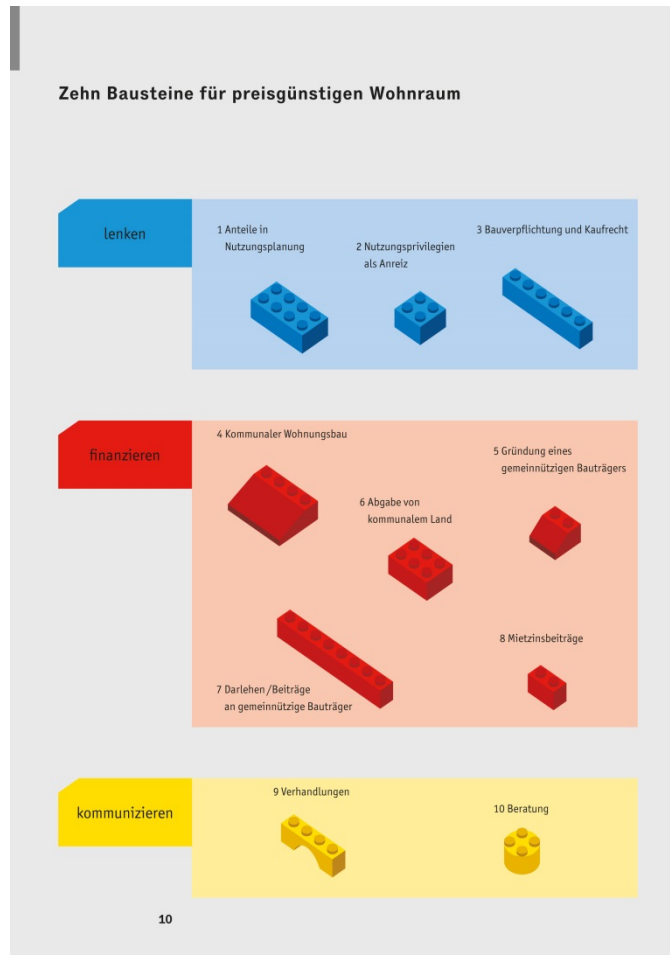 Zehn Bausteine für preisgünstigen Wohnraum
lenken
1 Anteile in
Nutzungsplanung
2 Nutzungsprivilegien
als Anreiz
3 Bauverpflichtung und Kaufrecht
finanzieren
4 Kommunaler Wohnungsbau
5 Gründung eines
gemeinnützigen Bauträgers
6 Abgabe von
kommunalem Land
7 Darlehen/Beiträge
an gemeinnützige Bauträger
8 Mietzinsbeiträge
kommunizieren
9 Verhandlungen
10 Beratung
10